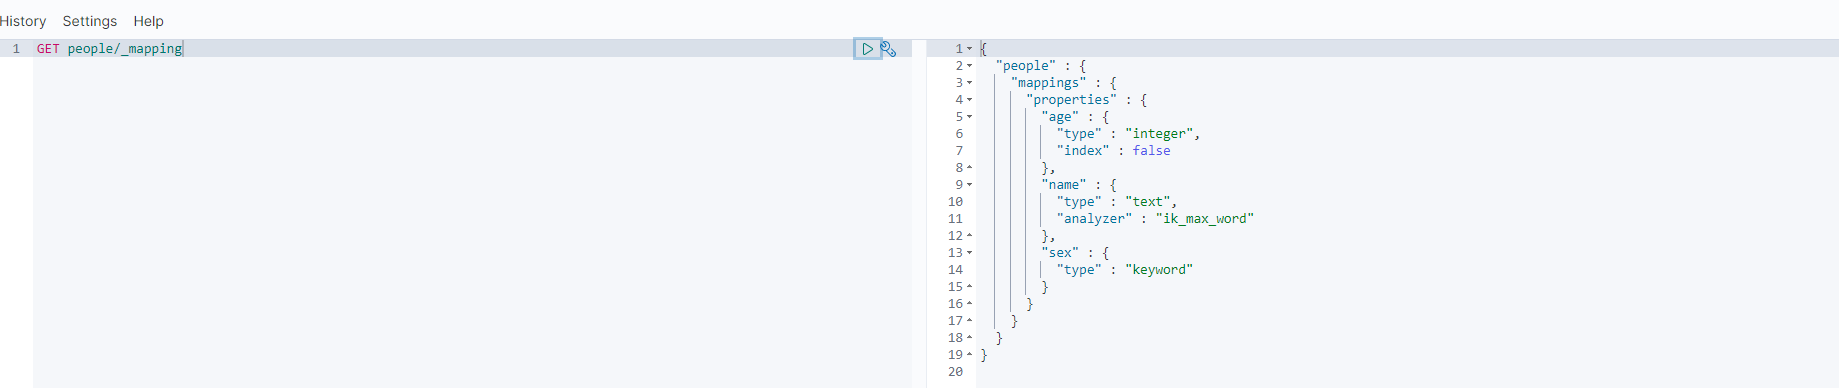 History Settings Help
1 GET people/_mapping
1 {
2 "people" : {
3 "mappings" : {
4 "properties" : {
5 "age" : {
6 "type" : "integer",
7 "index" : false
8 },
9 "name" : {
10 "type" : "text",
11 "analyzer" : "ik_max_word"
12 },
13 "sex" : {
14 "type" : "keyword"
15 }
16 }
17 }
18 }
19 }
20